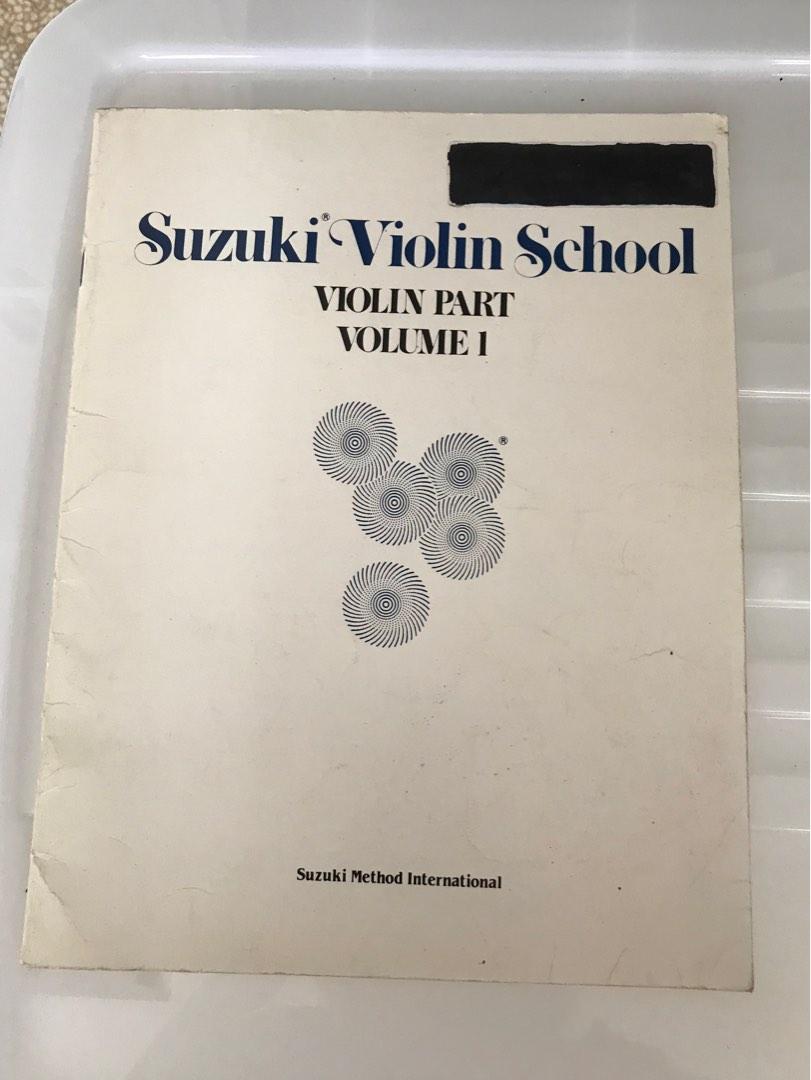 Suzuki® Violin School
VIOLIN PART
VOLUME 1
®
Suzuki Method International